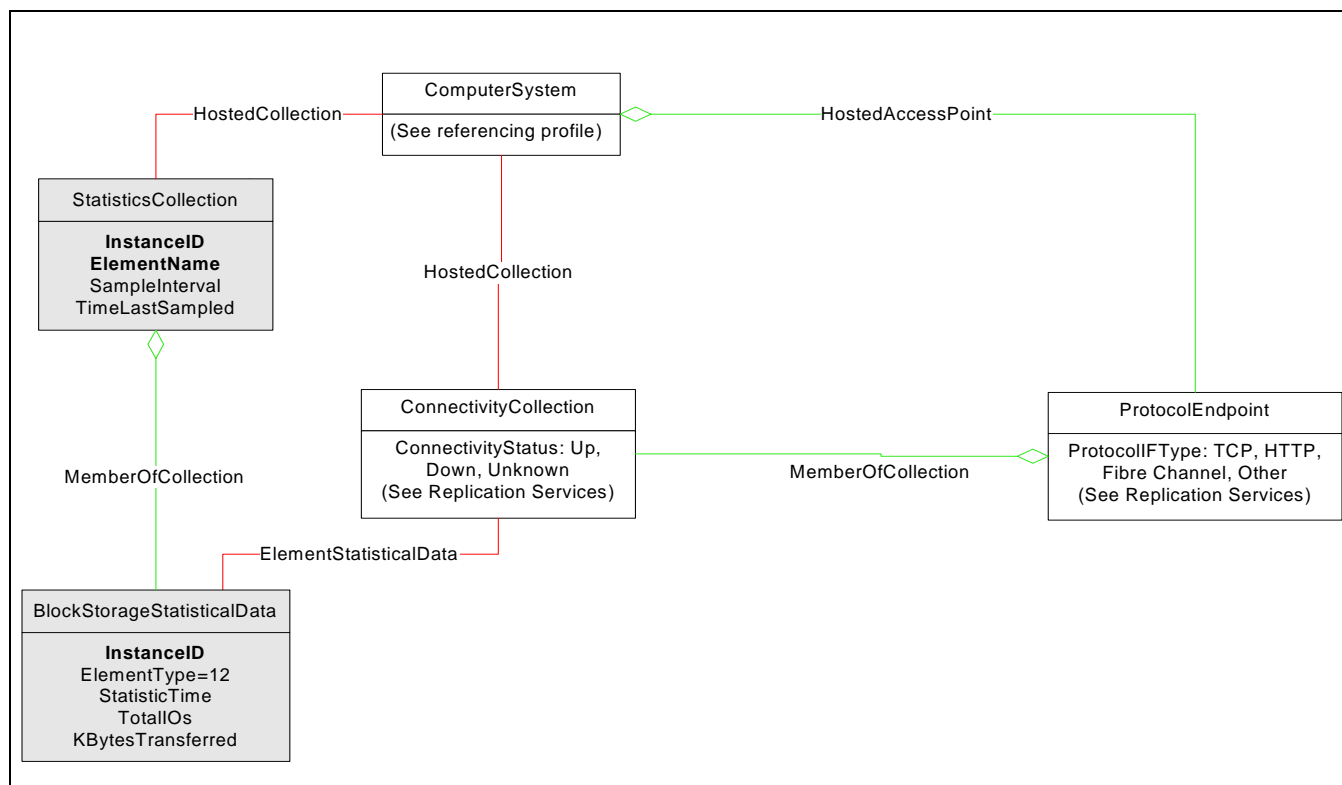 ComputerSystem
(See referencing profile)
HostedCollection
HostedAccessPoint
StatisticsCollection
InstanceID
ElementName
SampleInterval
TimeLastSampled
HostedCollection
MemberOfCollection
ConnectivityCollection
ConnectivityStatus: Up,
Down, Unknown
(See Replication Services)
MemberOfCollection
ProtocolEndpoint
ProtocolIFType: TCP, HTTP,
Fibre Channel, Other
(See Replication Services)
ElementStatisticalData
BlockStorageStatisticalData
InstanceID
ElementType=12
StatisticTime
TotalIOs
KBytesTransferred